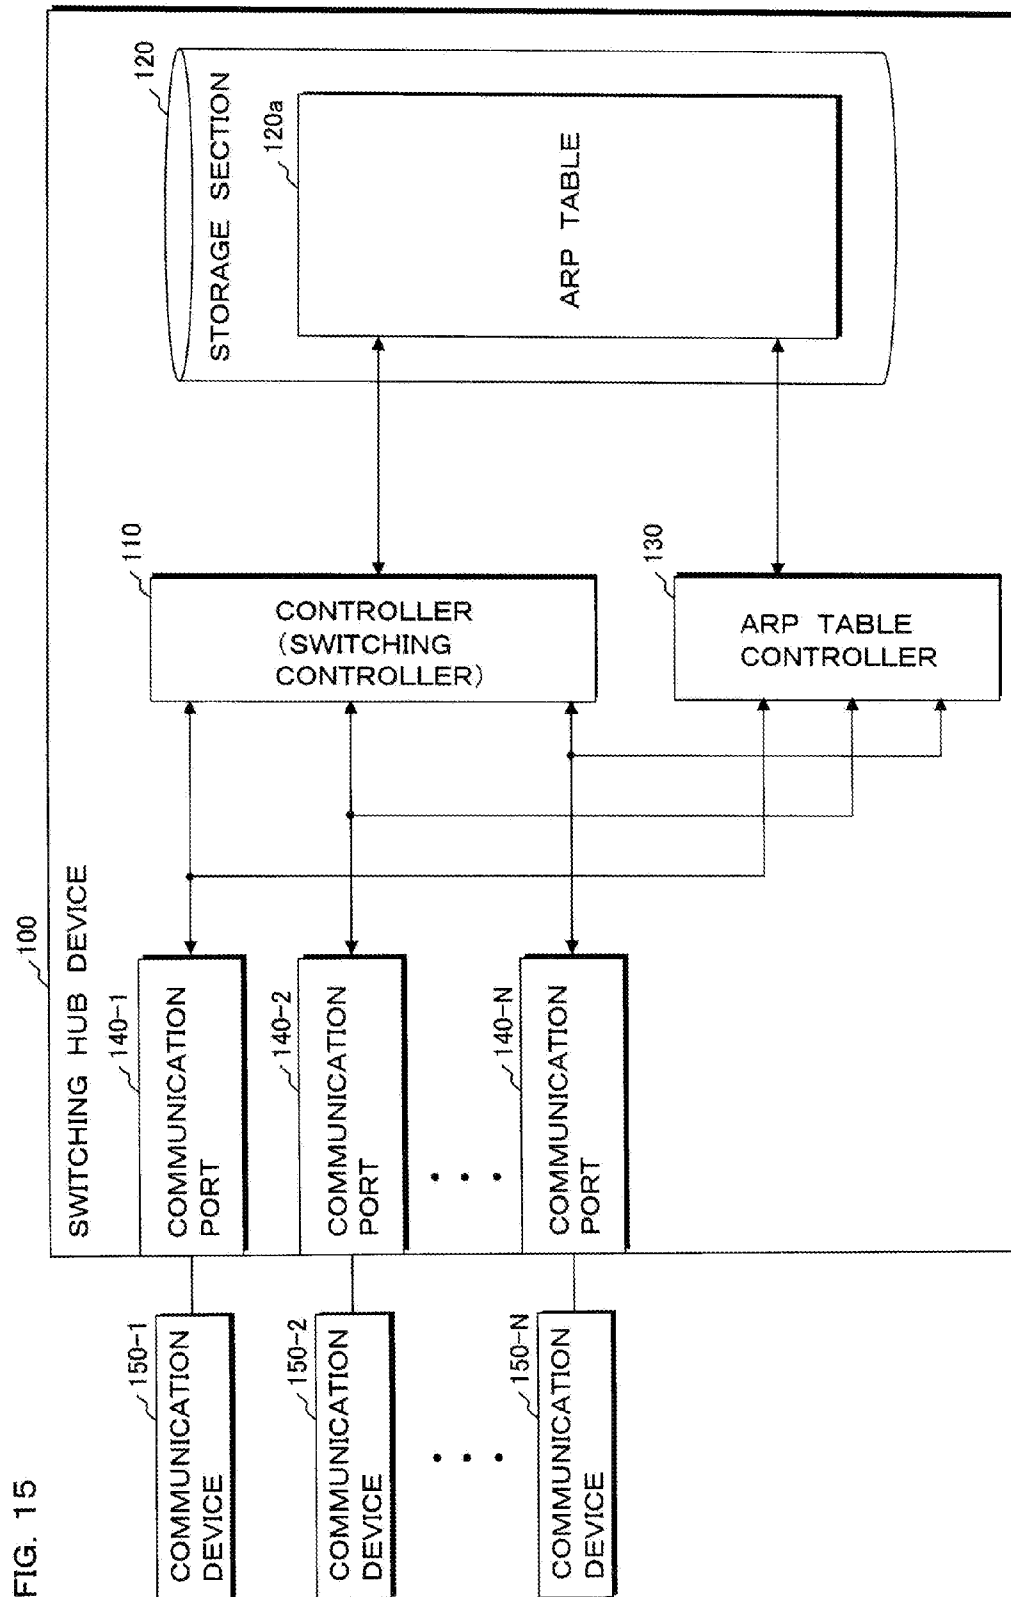 FIG. 15
100
SWITCHING HUB DEVICE
150-1
COMMUNICATION
DEVICE
150-2
COMMUNICATION
DEVICE
• • •
150-N
COMMUNICATION
DEVICE
140-1
COMMUNICATION
PORT
140-2
COMMUNICATION
PORT
• • •
140-N
COMMUNICATION
PORT
110
CONTROLLER
(SWITCHING
CONTROLLER)
130
ARP TABLE
CONTROLLER
120
STORAGE SECTION
120a
ARP TABLE